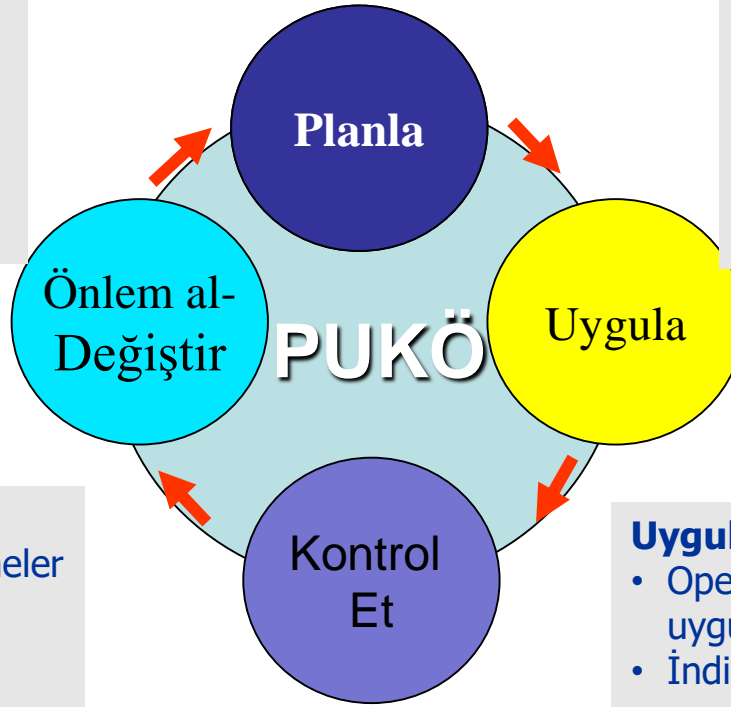 Planla
Önlem al-
Değiştir
PUKÖ
Uygula
Kontrol
Et